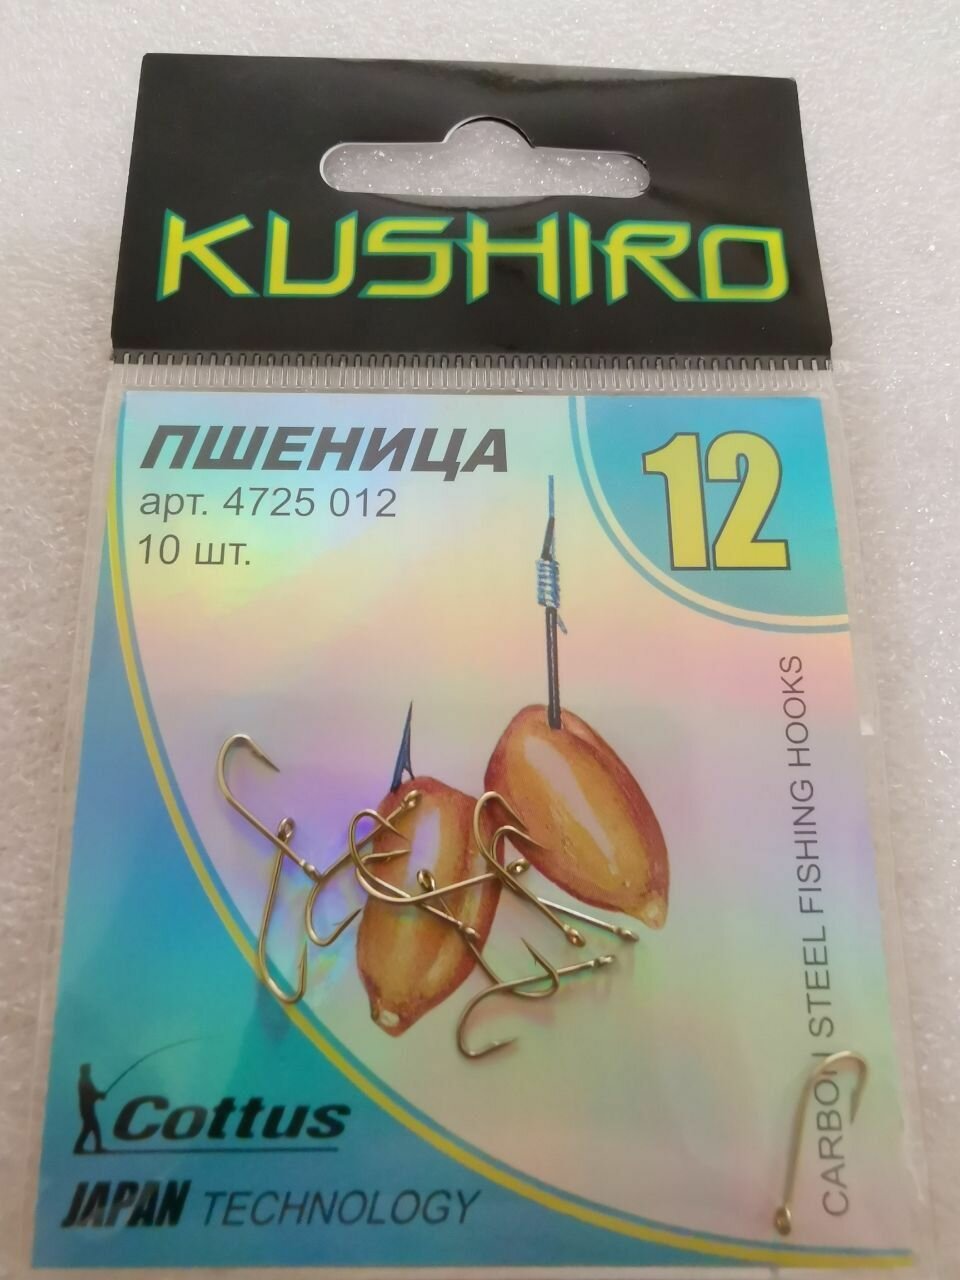 KUSHIRO
ПШЕНИЦА
арт. 4725 012
10 шт.
12
CARBON STEEL FISHING HOOKS
Cottus
JAPAN TECHNOLOGY